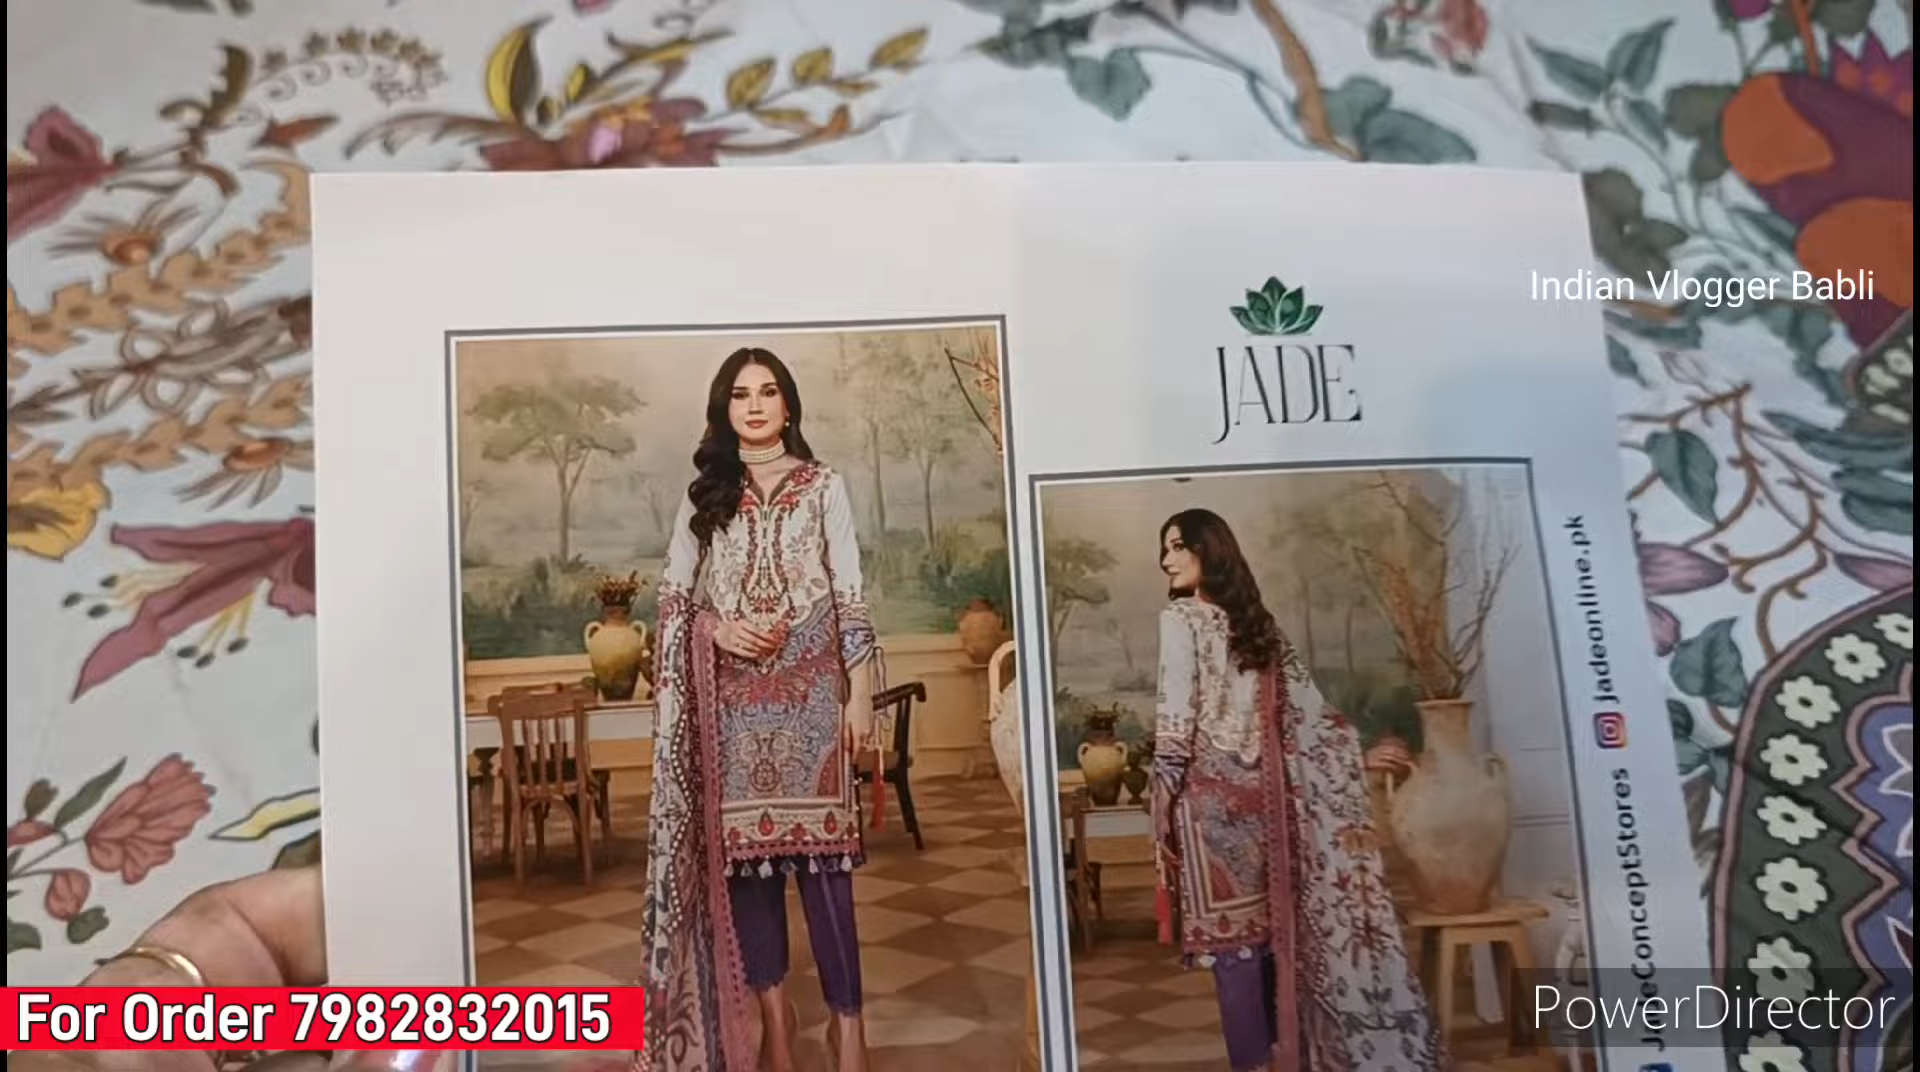 Indian Vlogger Babli
JADE
jadeonline.pk
JadeConceptStores
For Order 7982832015
PowerDirector